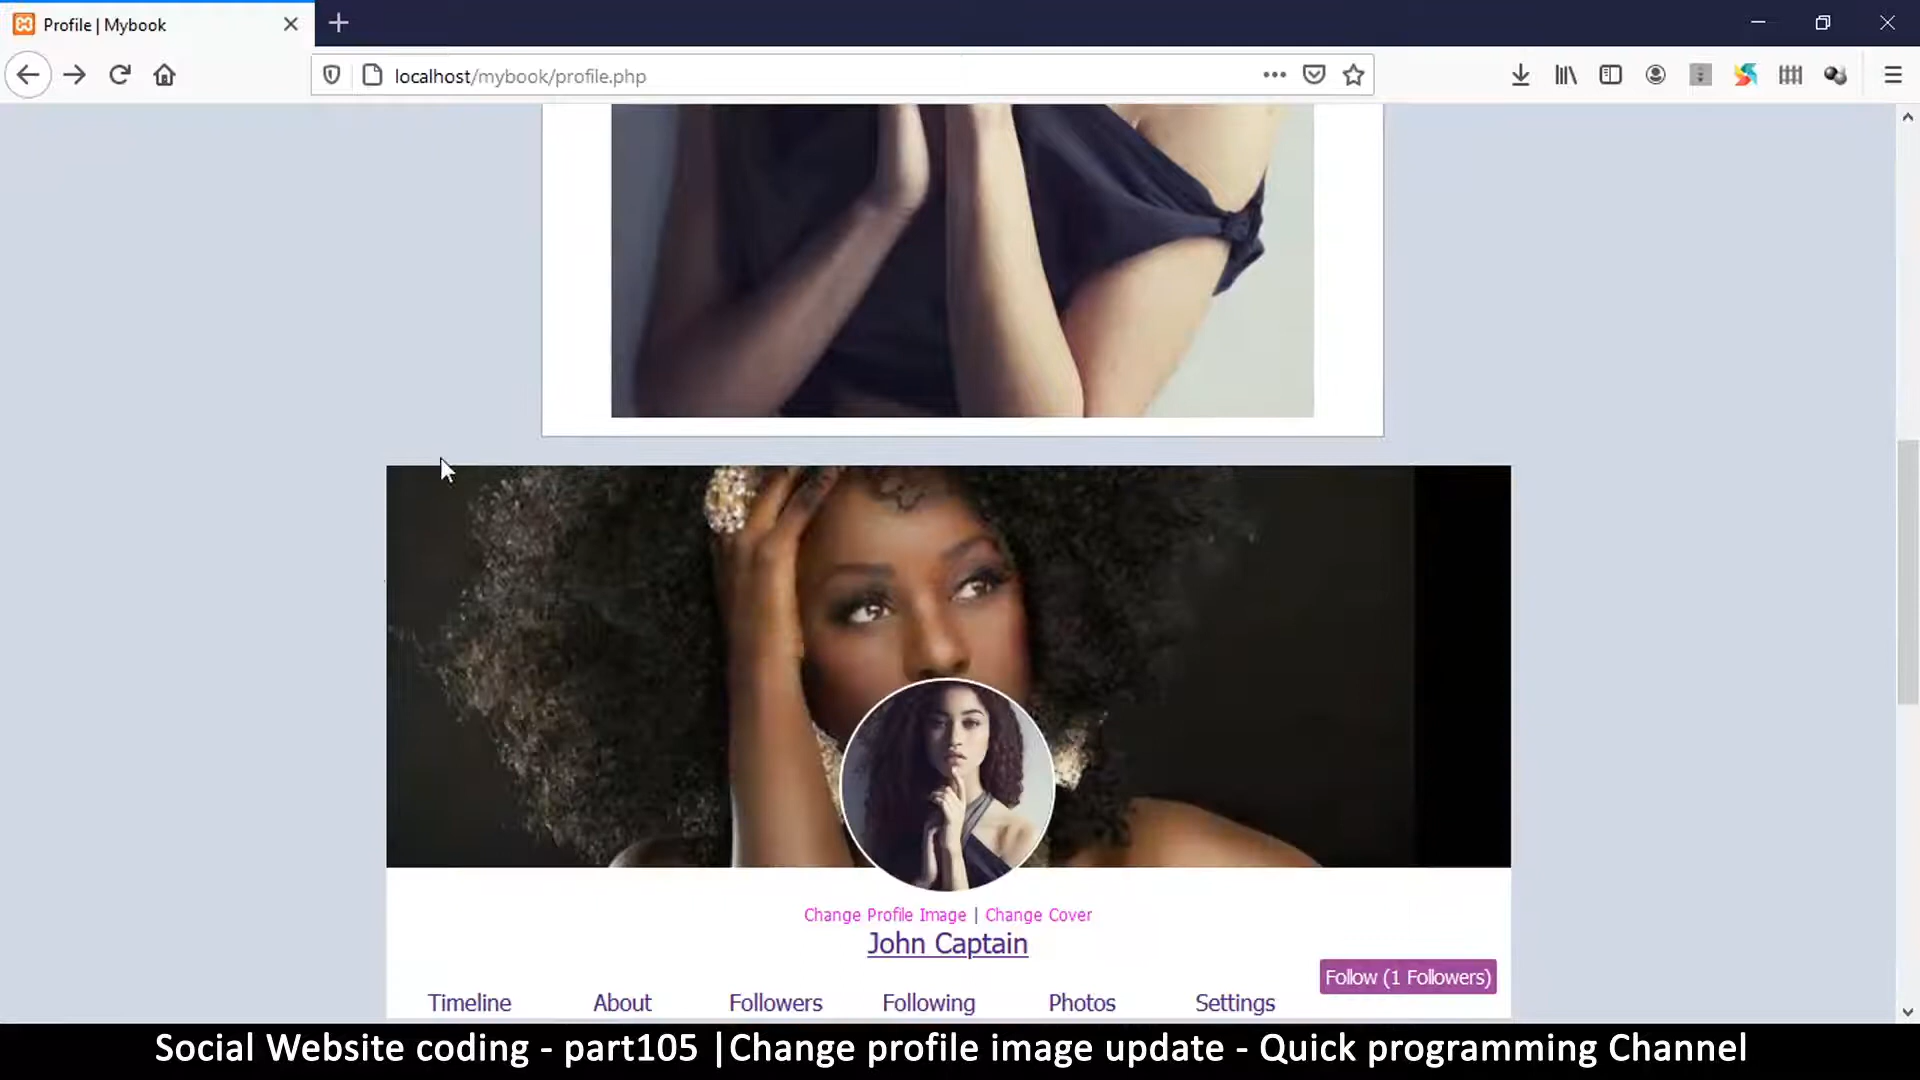 Profile | Mybook
localhost/mybook/profile.php
Change Profile Image | Change Cover
John Captain
Follow (1 Followers)
Timeline About Followers Following Photos Settings
Social Website coding - part105 |Change profile image update - Quick programming Channel